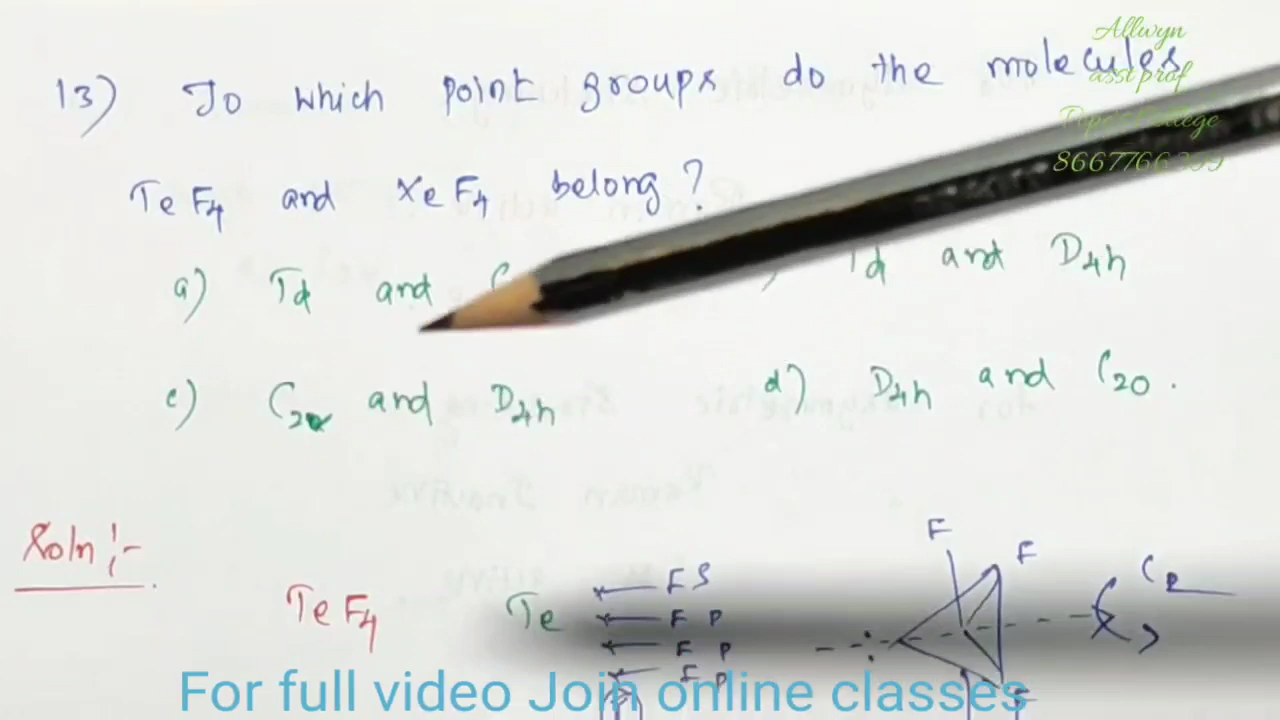 Allwyn
asst prof
13) To which point groups do the molecules
College
TeF4 and XeF4 belong?
a) Td and
Td and D4h
c) C2v and D4h
d) D4h and C2v.
Soln:-
F
F
TeF4
Te
F S
F P
F P
F P
C2
For full video Join online classes